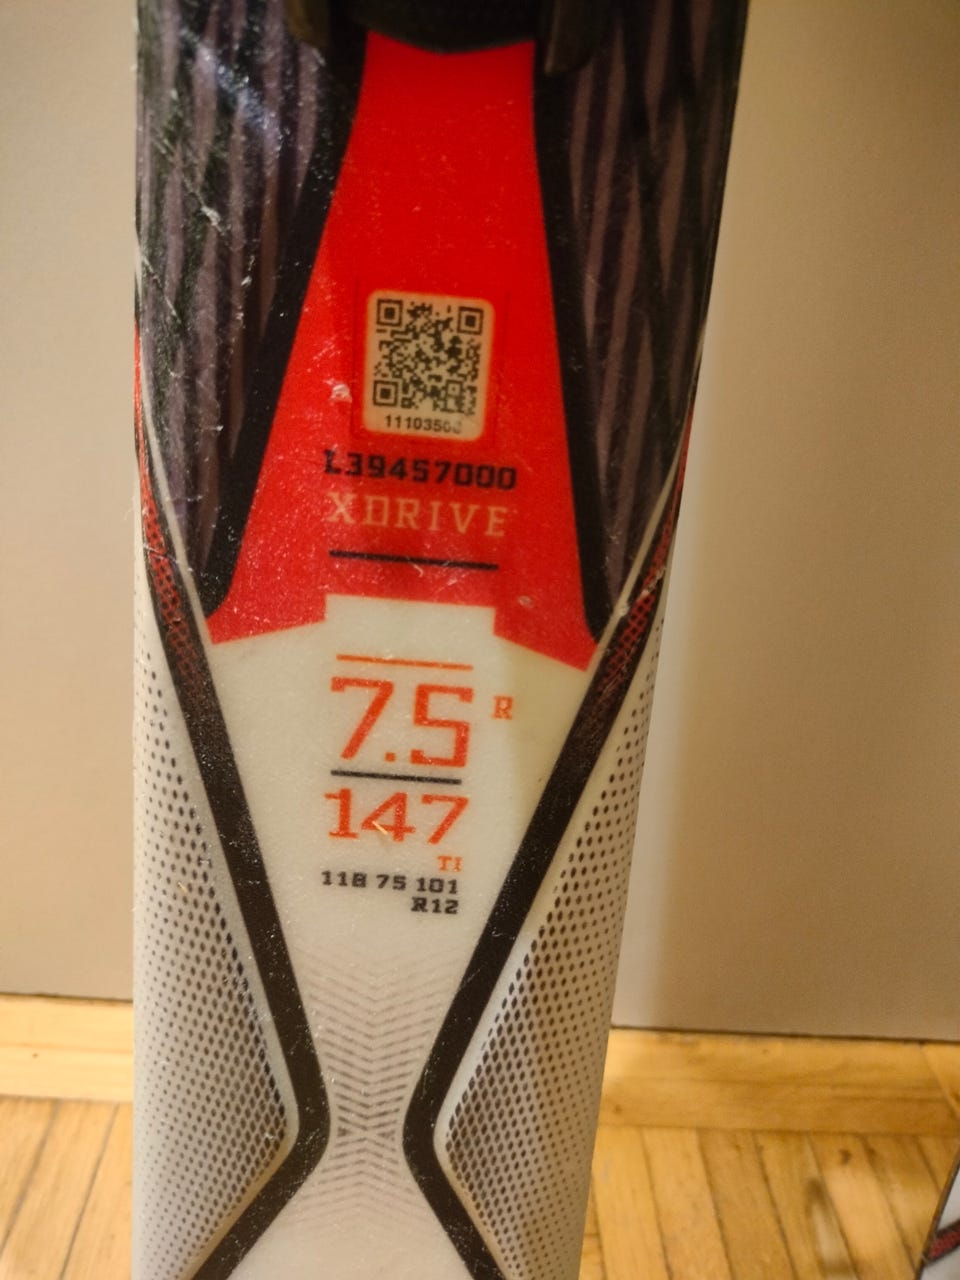 L39457000
XDRIVE
7.5 R
147
TI
118 75 101
R12